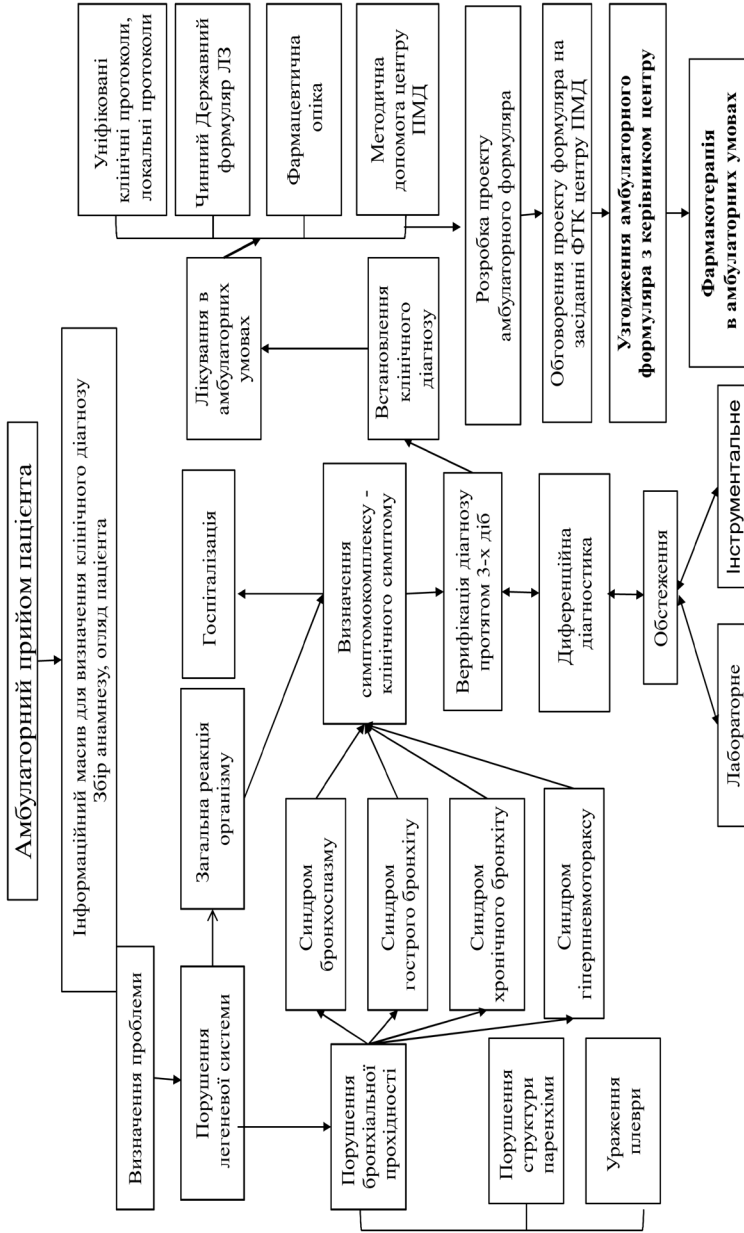 Амбулаторний прийом пацієнта
Інформаційний масив для визначення клінічного діагнозу
Збір анамнезу, огляд пацієнта
Визначення проблеми
Порушення
легеневої системи
Загальна реакція
організму
Госпіталізація
Порушення
бронхіальної
прохідності
Порушення
структури
паренхіми
Ураження
плеври
Синдром
бронхоспазму
Синдром
гострого бронхіту
Синдром
хронічного бронхіту
Синдром
гіперпневмотораксу
Визначення
симптомокомплексу -
клінічного симптому
Верифікація діагнозу
протягом 3-х діб
Диференційна
діагностика
Обстеження
Лабораторне
Інструментальне
Встановлення
клінічного
діагнозу
Лікування в
амбулаторних
умовах
Уніфіковані
клінічні протоколи,
локальні протоколи
Чинний Державний
формуляр ЛЗ
Фармацевтична
опіка
Методична
допомога центру
ПМД
Розробка проекту
амбулаторного формуляра
Обговорення проекту формуляра на
засіданні ФТК центру ПМД
Узгодження амбулаторного
формуляра з керівником центру
Фармакотерапія
в амбулаторних умовах